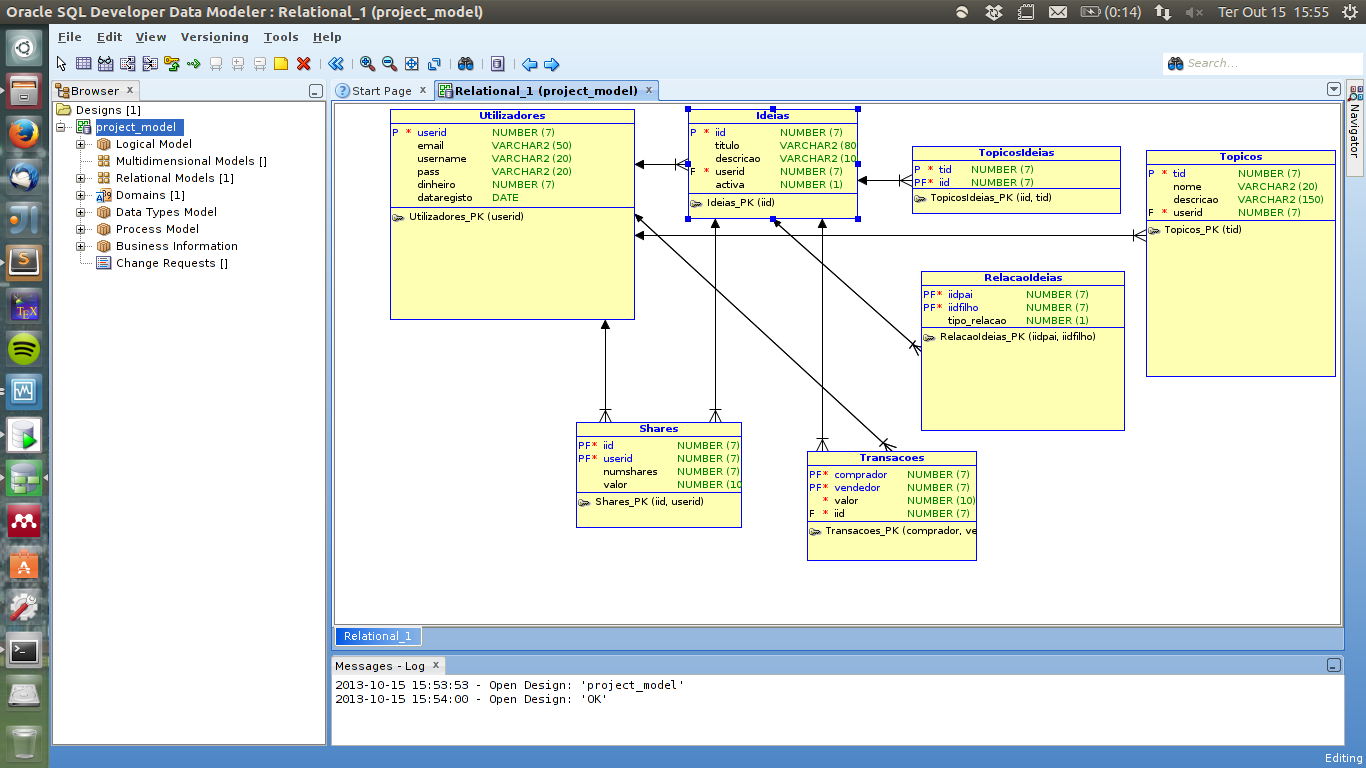 Oracle SQL Developer Data Modeler : Relational_1 (project_model)
(0:14)
Ter Out 15 15:55
File Edit View Versioning Tools Help
Search...
Browser x
Start Page x
Relational_1 (project_model) x
Navigator
Designs [1]
project_model
Logical Model
Multidimensional Models []
Relational Models [1]
Domains [1]
Data Types Model
Process Model
Business Information
Change Requests []
Utilizadores
P * userid NUMBER (7)
email VARCHAR2 (50)
username VARCHAR2 (20)
pass VARCHAR2 (20)
dinheiro NUMBER (7)
dataregisto DATE
Utilizadores_PK (userid)
Ideias
P * iid NUMBER (7)
titulo VARCHAR2 (80
descricao VARCHAR2 (10
F * userid NUMBER (7)
activa NUMBER (1)
Ideias_PK (iid)
TopicosIdeias
P * tid NUMBER (7)
PF* iid NUMBER (7)
TopicosIdeias_PK (iid, tid)
Topicos
P * tid NUMBER (7)
nome VARCHAR2 (20)
descricao VARCHAR2 (150)
F * userid NUMBER (7)
Topicos_PK (tid)
RelacaoIdeias
PF* iidpai NUMBER (7)
PF* iidfilho NUMBER (7)
tipo_relacao NUMBER (1)
RelacaoIdeias_PK (iidpai, iidfilho)
Shares
PF* iid NUMBER (7)
PF* userid NUMBER (7)
numshares NUMBER (7)
valor NUMBER (10
Shares_PK (iid, userid)
Transacoes
PF* comprador NUMBER (7)
PF* vendedor NUMBER (7)
* valor NUMBER (10)
F * iid NUMBER (7)
Transacoes_PK (comprador, ve
Relational_1
Messages - Log x
2013-10-15 15:53:53 - Open Design: 'project_model'
2013-10-15 15:54:00 - Open Design: 'OK'
Editing